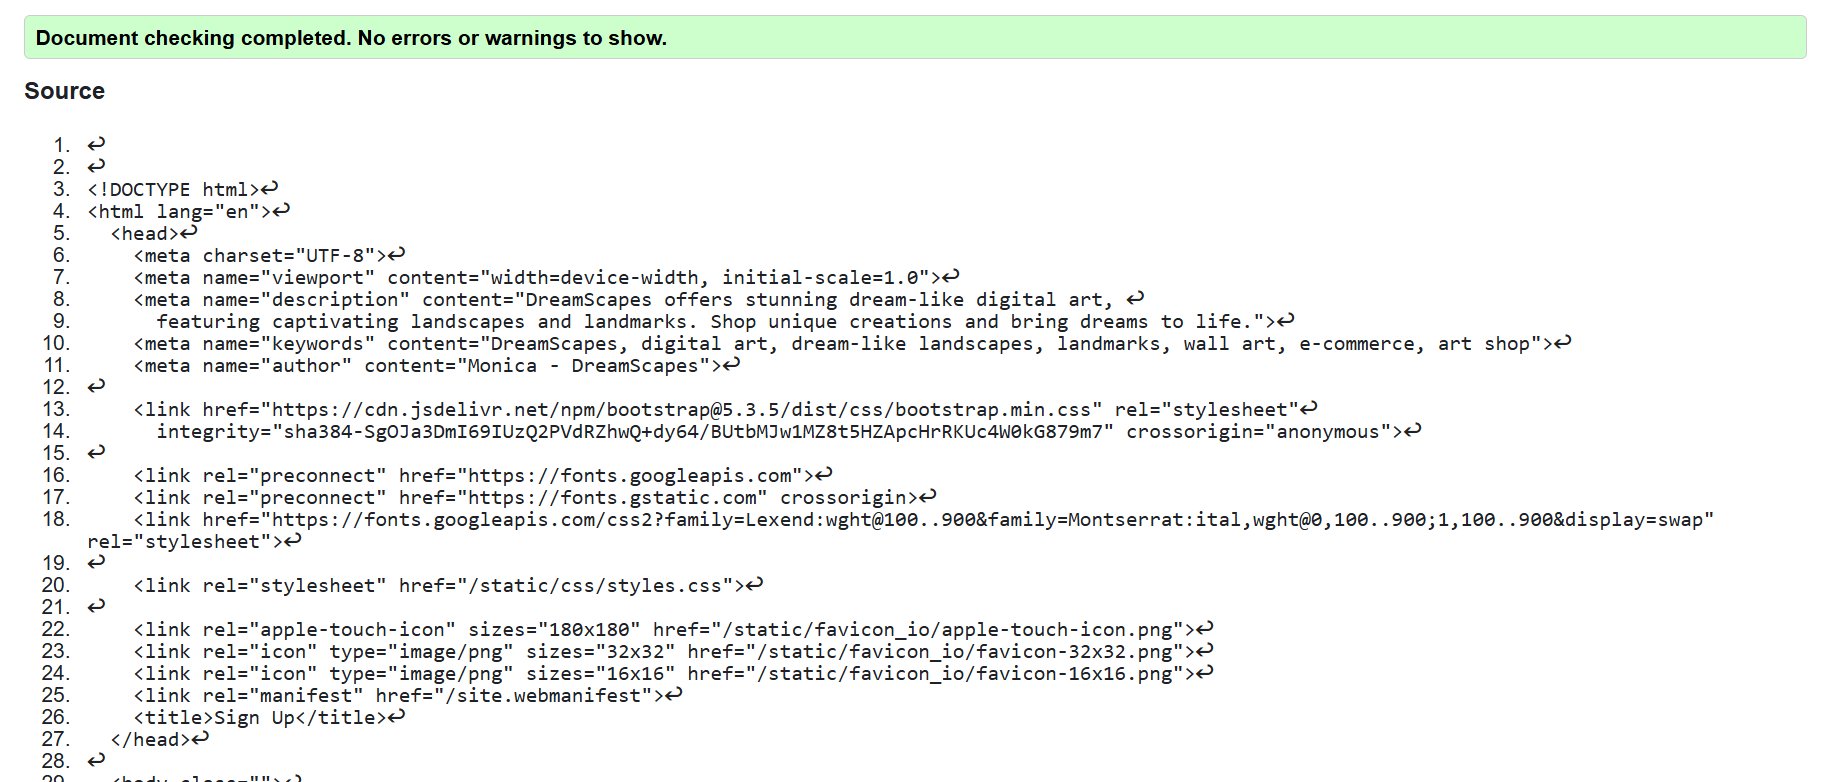 Document checking completed. No errors or warnings to show.
Source
1. ↩
2. ↩
3. <!DOCTYPE html>↩
4. <html lang="en">↩
5.   <head>↩
6.     <meta charset="UTF-8">↩
7.     <meta name="viewport" content="width=device-width, initial-scale=1.0">↩
8.     <meta name="description" content="DreamScapes offers stunning dream-like digital art, ↩
9.       featuring captivating landscapes and landmarks. Shop unique creations and bring dreams to life.">↩
10.     <meta name="keywords" content="DreamScapes, digital art, dream-like landscapes, landmarks, wall art, e-commerce, art shop">↩
11.     <meta name="author" content="Monica - DreamScapes">↩
12. ↩
13.     <link href="https://cdn.jsdelivr.net/npm/bootstrap@5.3.5/dist/css/bootstrap.min.css" rel="stylesheet"↩
14.       integrity="sha384-SgOJa3DmI69IUzQ2PVdRZhwQ+dy64/BUtbMJw1MZ8t5HZApcHrRKUc4W0kG879m7" crossorigin="anonymous">↩
15. ↩
16.     <link rel="preconnect" href="https://fonts.googleapis.com">↩
17.     <link rel="preconnect" href="https://fonts.gstatic.com" crossorigin>↩
18.     <link href="https://fonts.googleapis.com/css2?family=Lexend:wght@100..900&family=Montserrat:ital,wght@0,100..900;1,100..900&display=swap"
rel="stylesheet">↩
19. ↩
20.     <link rel="stylesheet" href="/static/css/styles.css">↩
21. ↩
22.     <link rel="apple-touch-icon" sizes="180x180" href="/static/favicon_io/apple-touch-icon.png">↩
23.     <link rel="icon" type="image/png" sizes="32x32" href="/static/favicon_io/favicon-32x32.png">↩
24.     <link rel="icon" type="image/png" sizes="16x16" href="/static/favicon_io/favicon-16x16.png">↩
25.     <link rel="manifest" href="/site.webmanifest">↩
26.     <title>Sign Up</title>↩
27.   </head>↩
28. ↩